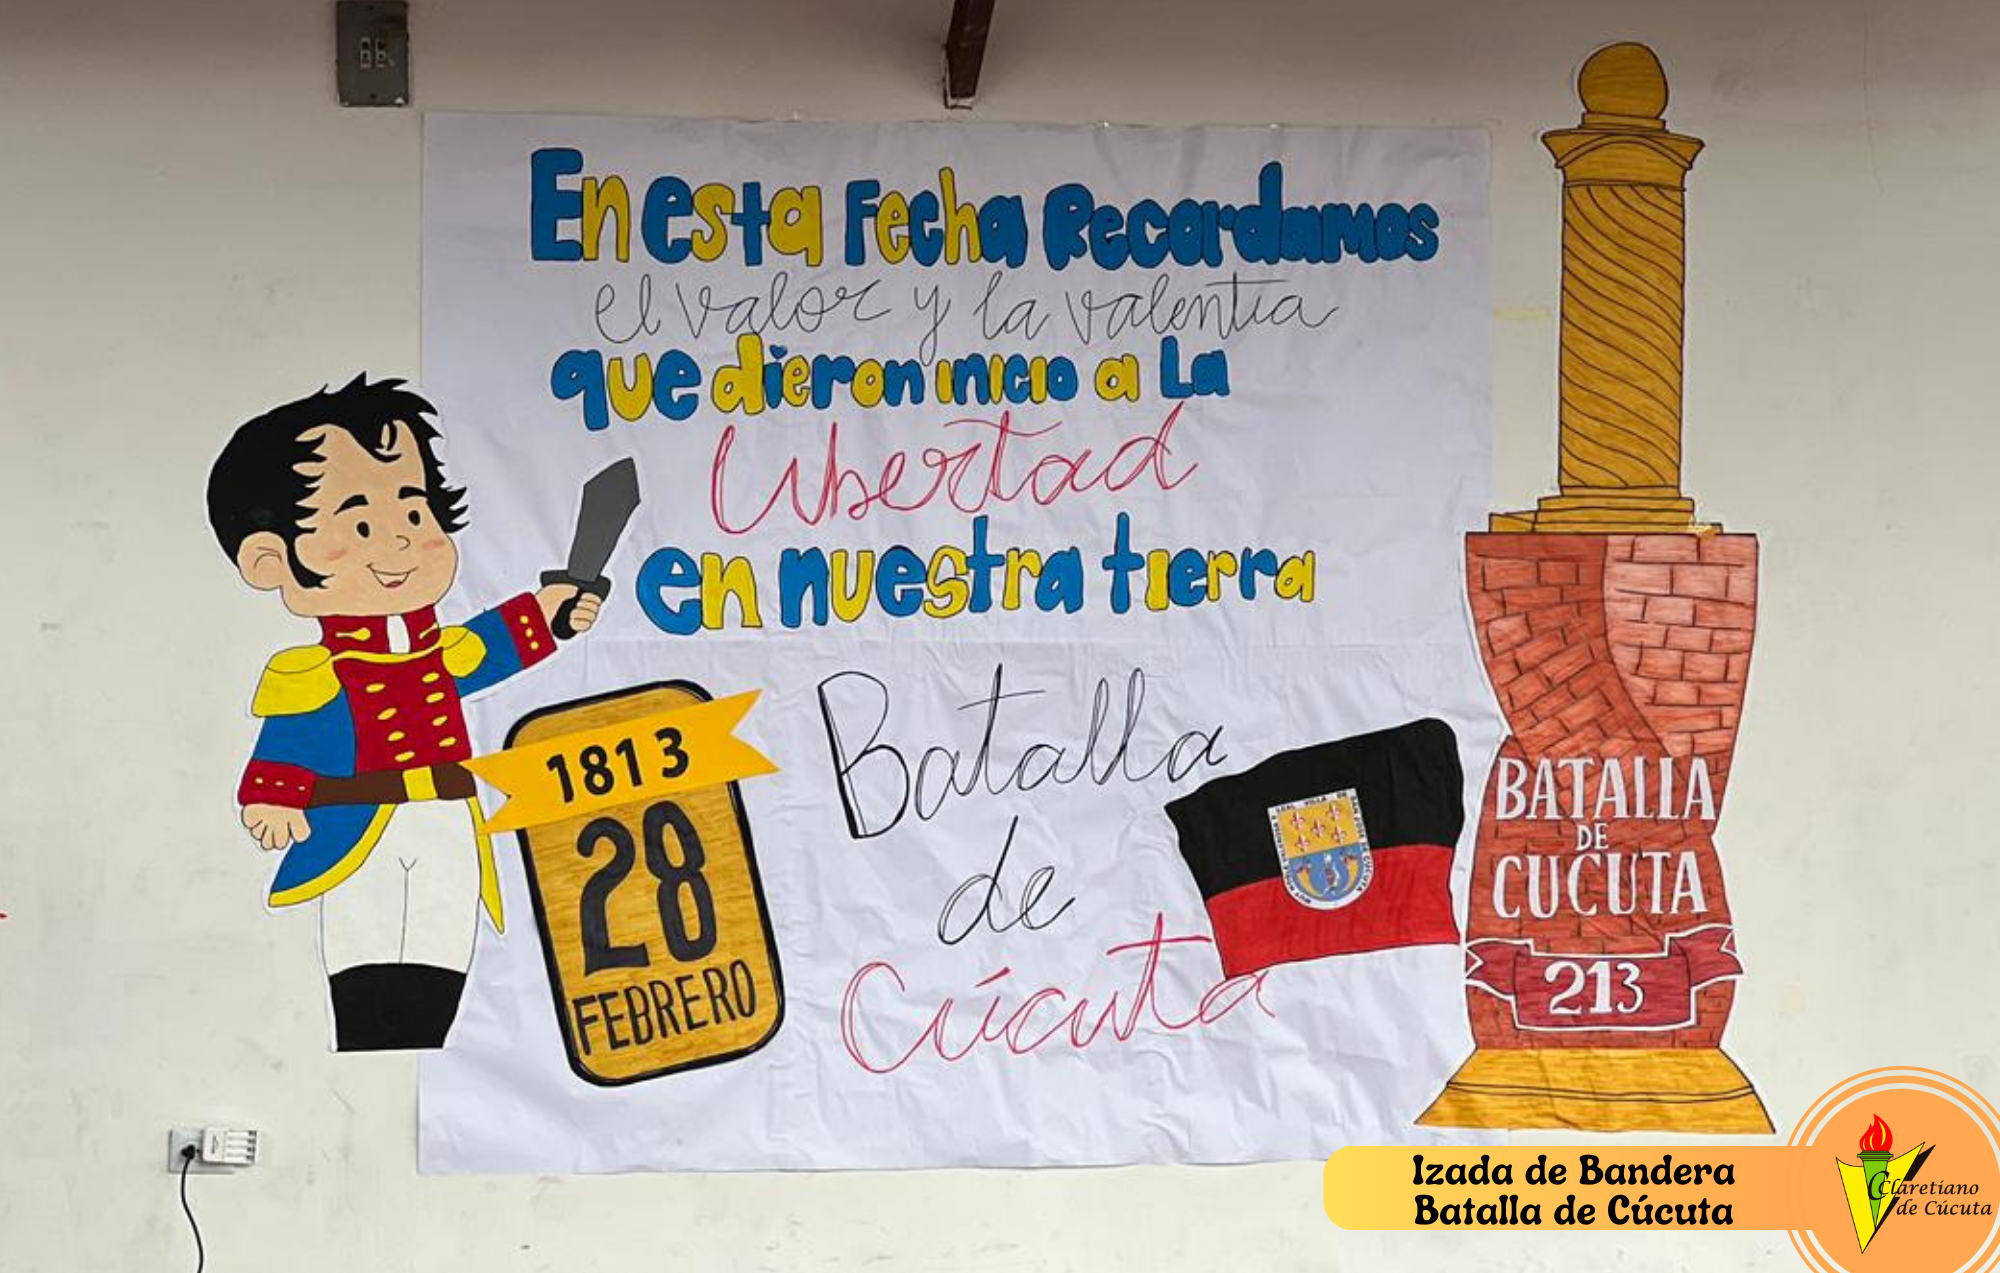 En esta Fecha Recordamos
el valor y la valentia
que dieron inicio a La
Libertad
en nuestra tierra
1813
28
FEBRERO
Batalla
de
Cúcuta
BATALLA
DE
CUCUTA
213
Izada de Bandera
Batalla de Cúcuta
Claretiano
de Cúcuta